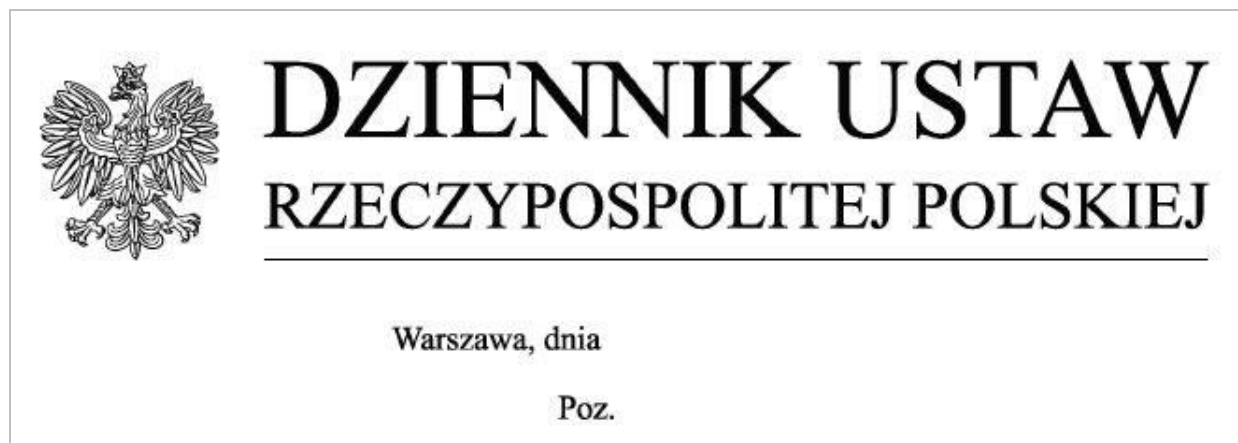 DZIENNIK USTAW
RZECZYPOSPOLITEJ POLSKIEJ
Warszawa, dnia
Poz.